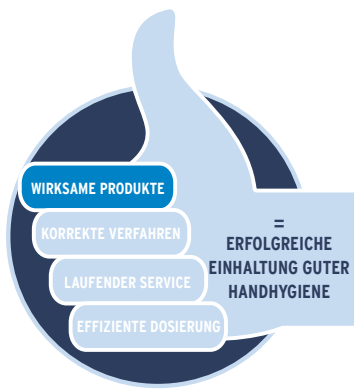 WIRKSAME PRODUKTE
KORREKTE VERFAHREN
LAUFENDER SERVICE
EFFIZIENTE DOSIERUNG
=
ERFOLGREICHE
EINHALTUNG GUTER
HANDHYGIENE